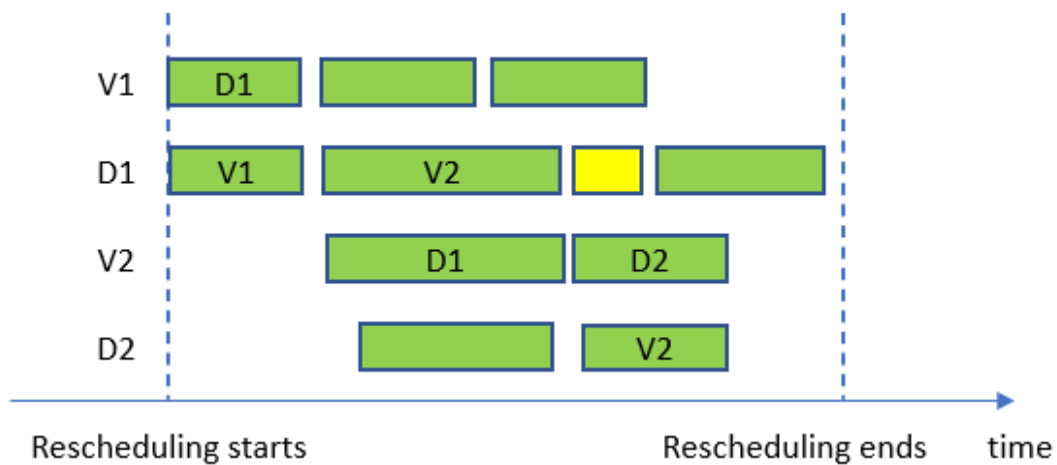 V1 D1
D1 V1 V2
V2 D1 D2
D2 V2
Rescheduling starts Rescheduling ends time